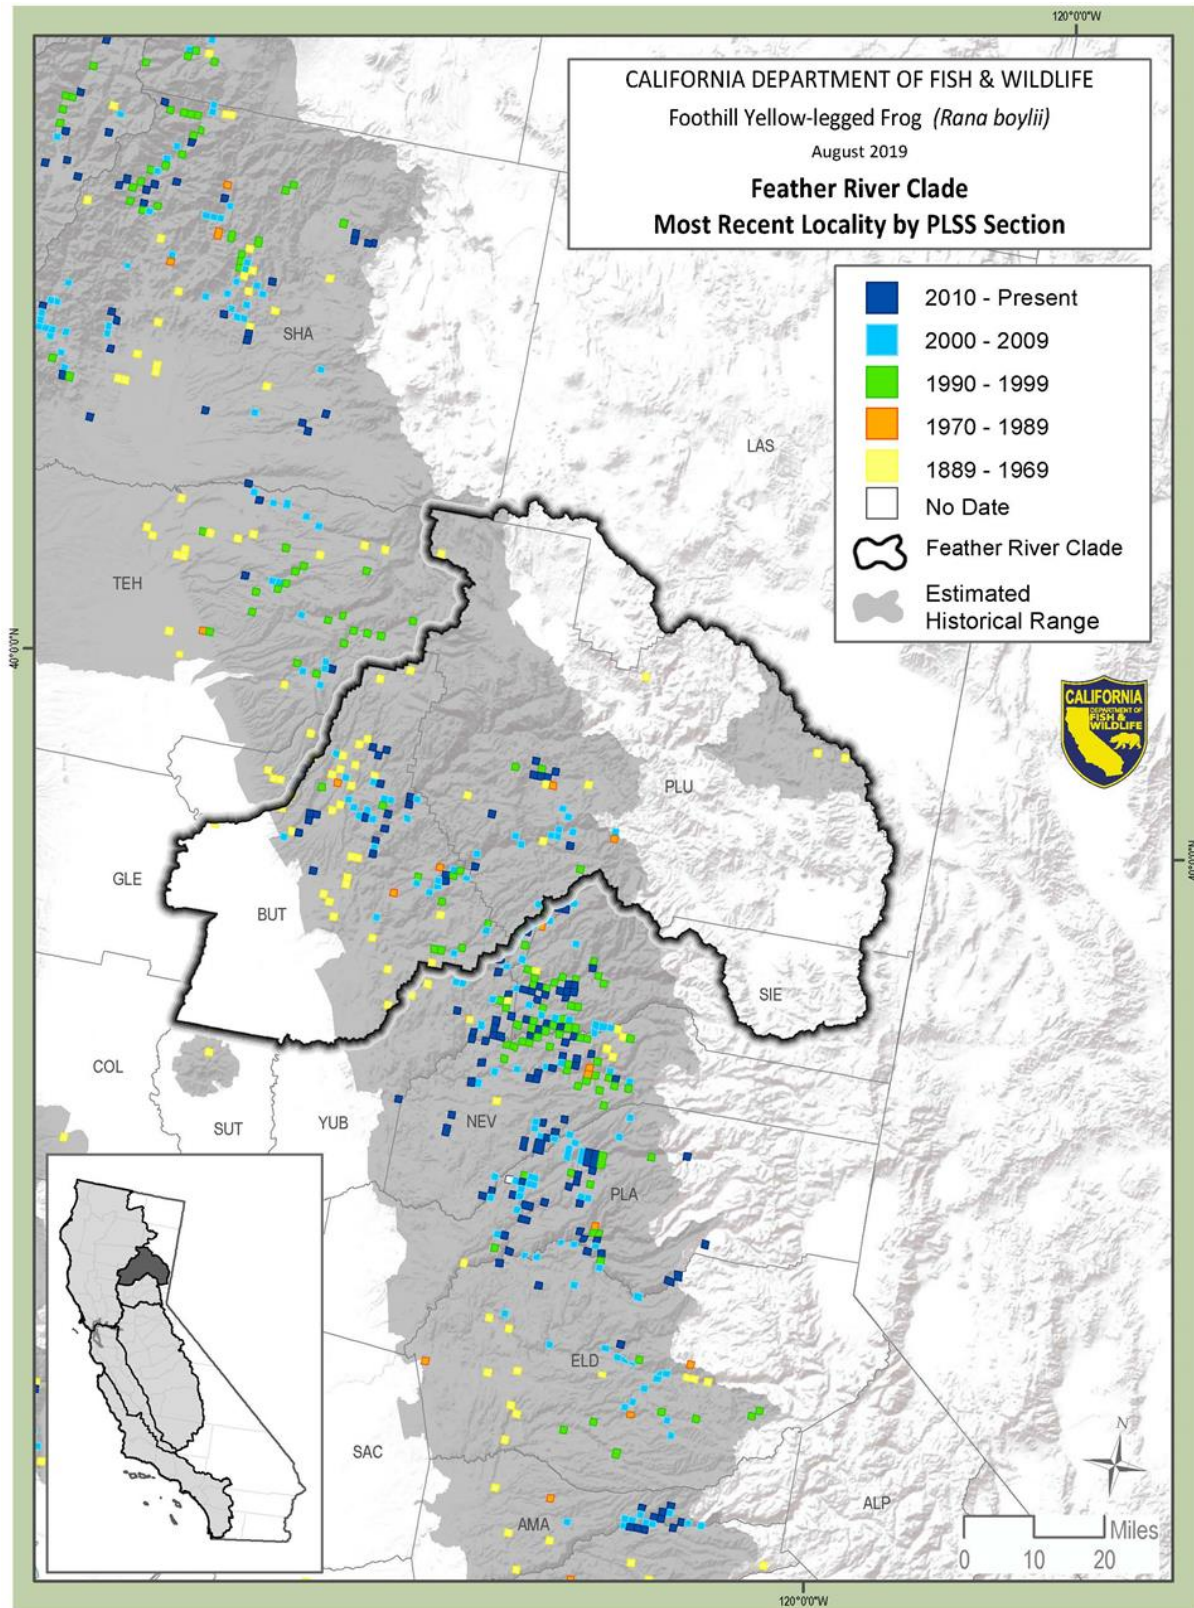 120°0'0"W
CALIFORNIA DEPARTMENT OF FISH & WILDLIFE
Foothill Yellow-legged Frog (Rana boylii)
August 2019
Feather River Clade
Most Recent Locality by PLSS Section
2010 - Present
2000 - 2009
1990 - 1999
1970 - 1989
1889 - 1969
No Date
Feather River Clade
Estimated
Historical Range
SHA
LAS
TEH
40°0'0"N
CALIFORNIA
DEPARTMENT OF
FISH &
WILDLIFE
PLU
GLE
40°0'0"N
BUT
SIE
COL
SUT
YUB
NEV
PLA
ELD
SAC
N
ALP
AMA
Miles
0 10 20
120°0'0"W